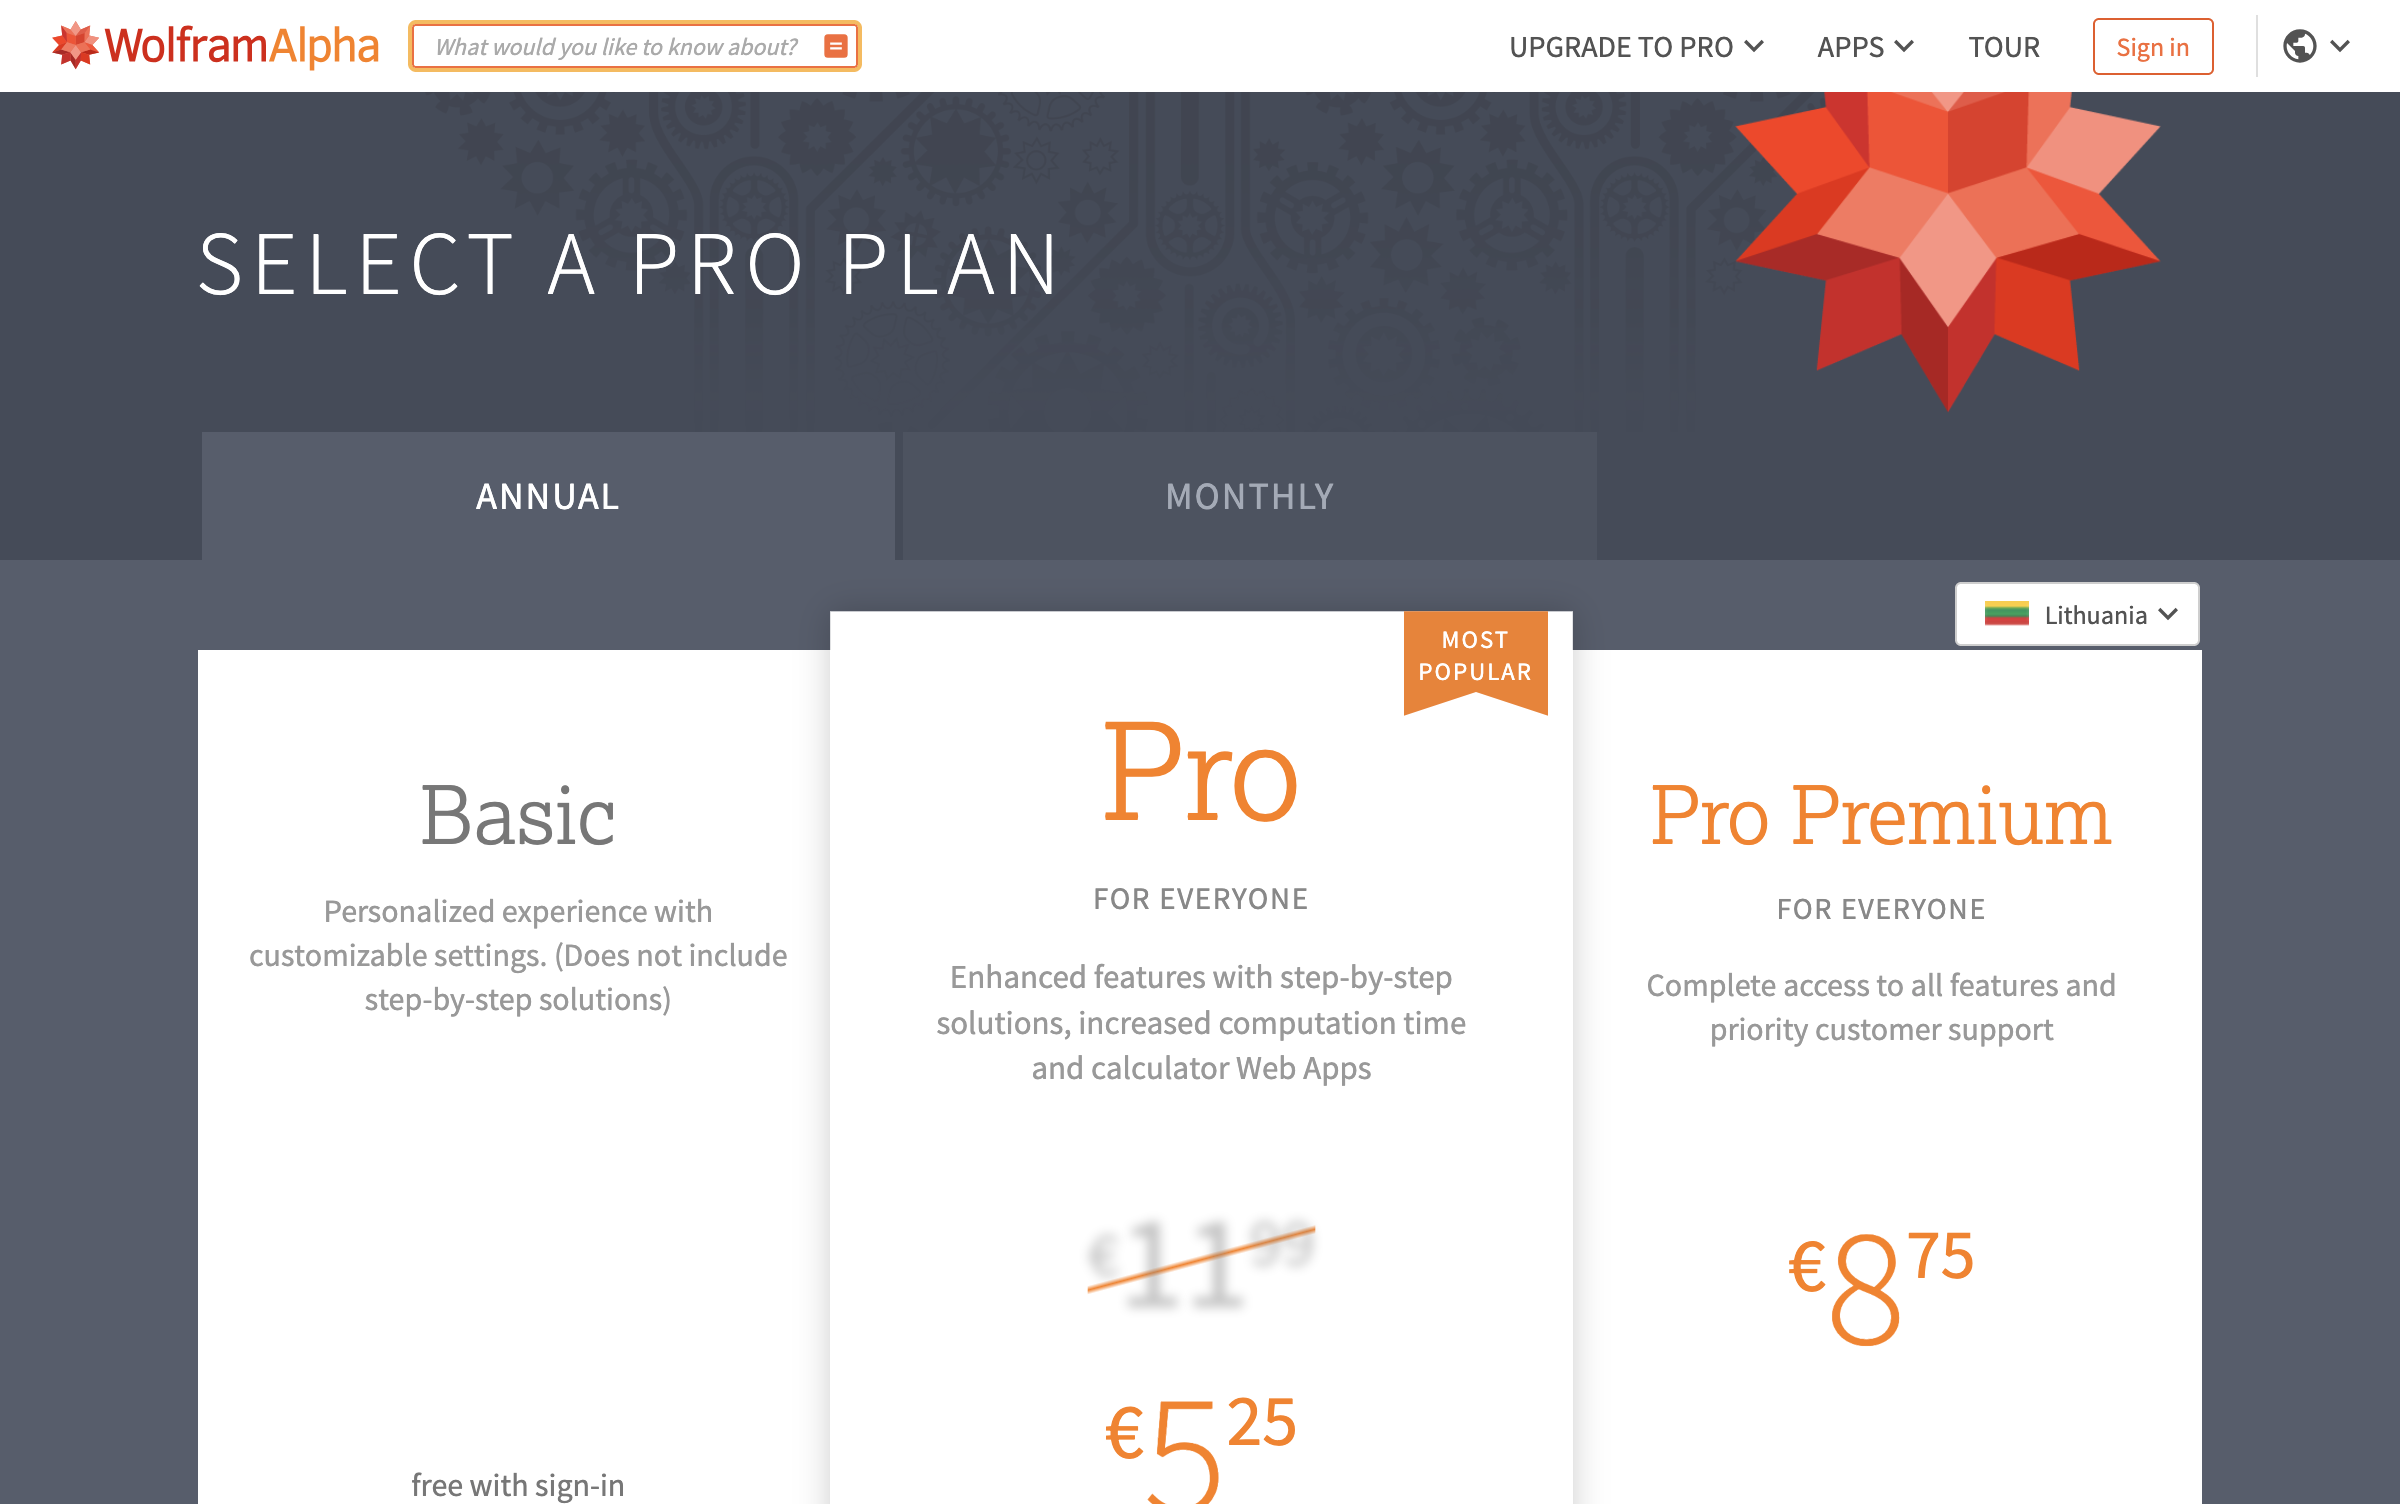 WolframAlpha
What would you like to know about?
UPGRADE TO PRO
APPS
TOUR
Sign in
SELECT A PRO PLAN
ANNUAL
MONTHLY
Lithuania
Basic
Personalized experience with
customizable settings. (Does not include
step-by-step solutions)
free with sign-in
MOST
POPULAR
Pro
FOR EVERYONE
Enhanced features with step-by-step
solutions, increased computation time
and calculator Web Apps
€11 99
€5 25
Pro Premium
FOR EVERYONE
Complete access to all features and
priority customer support
€8 75